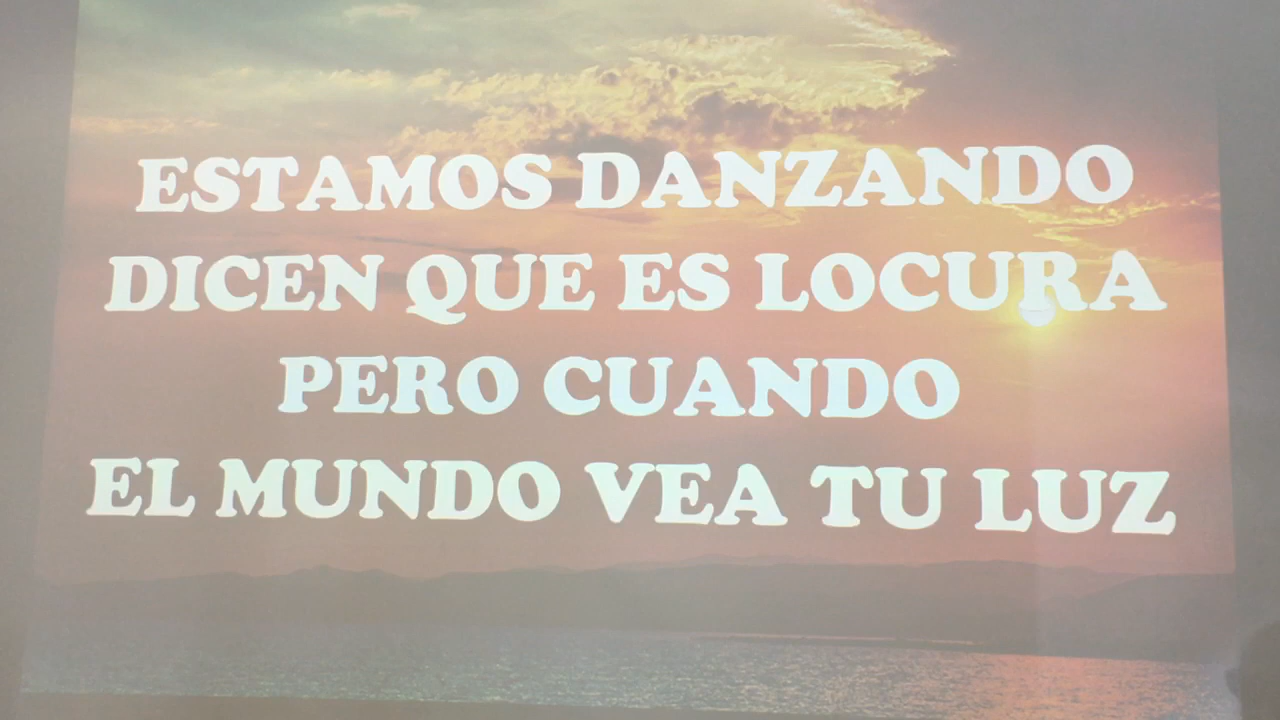 ESTAMOS DANZANDO
DICEN QUE ES LOCURA
PERO CUANDO
EL MUNDO VEA TU LUZ